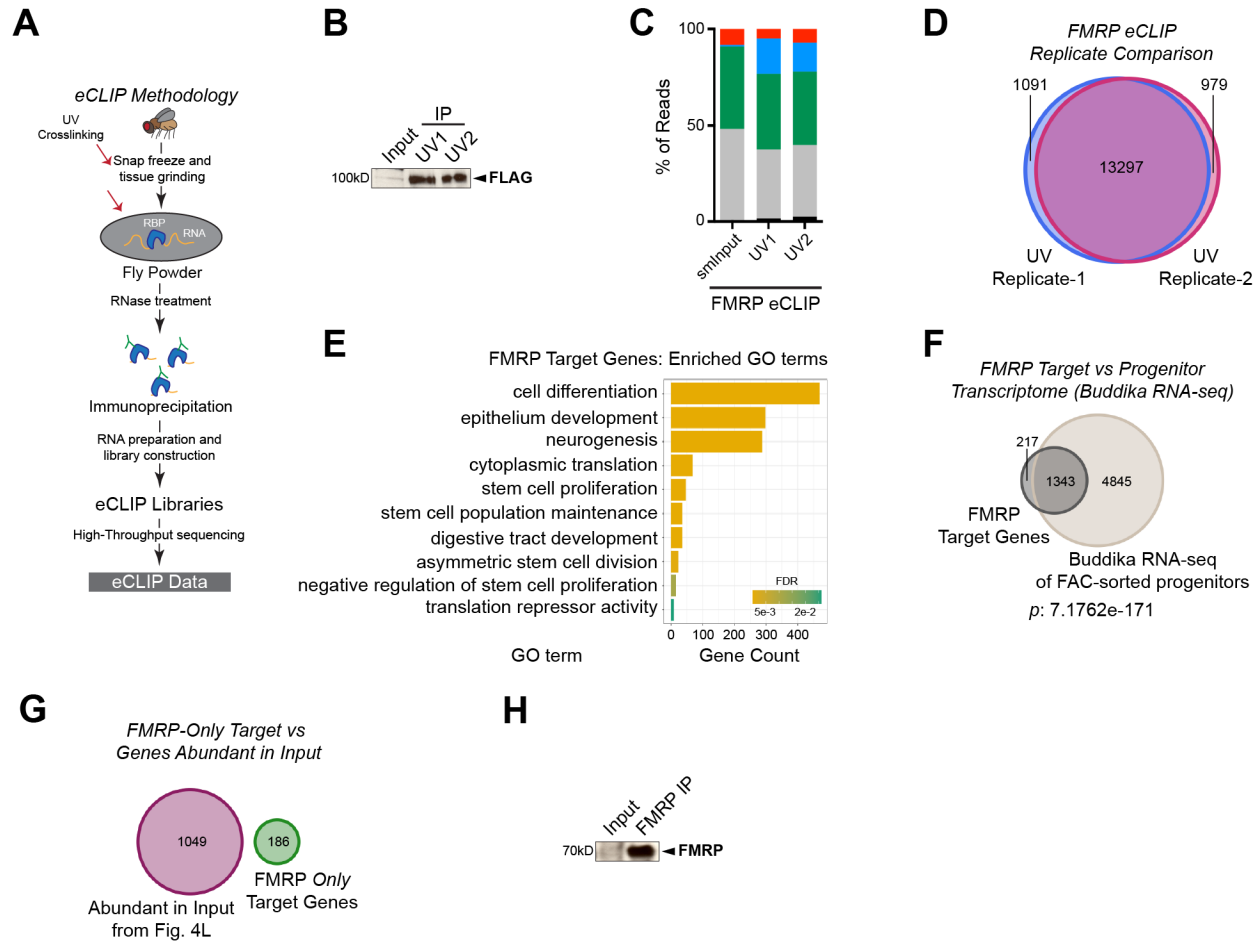 A
eCLIP Methodology
UV
Crosslinking
Snap freeze and
tissue grinding
RBP
RNA
Fly Powder
RNase treatment
Immunoprecipitation
RNA preparation and
library construction
eCLIP Libraries
High-Throughput sequencing
eCLIP Data
B
IP
Input
UV1
UV2
100kD
FLAG
C
% of Reads
100
50
0
smInput
UV1
UV2
FMRP eCLIP
D
FMRP eCLIP
Replicate Comparison
1091
979
13297
UV
Replicate-1
UV
Replicate-2
E
FMRP Target Genes: Enriched GO terms
cell differentiation
epithelium development
neurogenesis
cytoplasmic translation
stem cell proliferation
stem cell population maintenance
digestive tract development
asymmetric stem cell division
negative regulation of stem cell proliferation
translation repressor activity
FDR
5e-3
2e-2
0
100
200
300
400
GO term
Gene Count
F
FMRP Target vs Progenitor
Transcriptome (Buddika RNA-seq)
217
1343
4845
FMRP
Target Genes
Buddika RNA-seq
of FAC-sorted progenitors
p: 7.1762e-171
G
FMRP-Only Target vs
Genes Abundant in Input
1049
186
FMRP Only
Target Genes
Abundant in Input
from Fig. 4L
H
Input
FMRP IP
70kD
FMRP